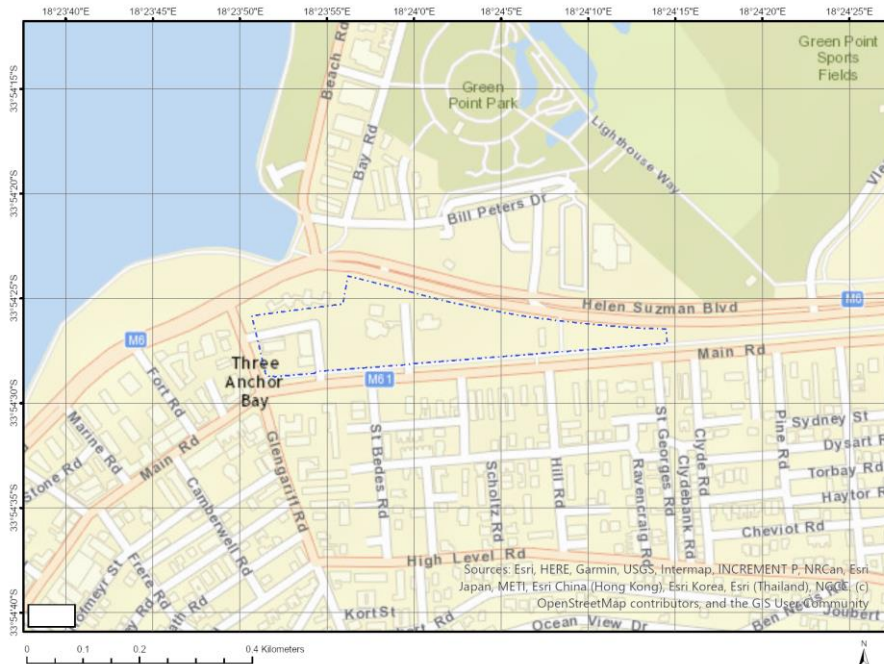 18°23'40"E 18°23'45"E 18°23'50"E 18°23'55"E 18°24'0"E 18°24'5"E 18°24'10"E 18°24'15"E 18°24'20"E 18°24'25"E
33°54'15"S
33°54'20"S
33°54'25"S
33°54'30"S
33°54'35"S
33°54'40"S
Green Point
Sports
Fields
Beach Rd
Green
Point Park
Bay Rd
Lighthouse Way
Bill Peters Dr
Helen Suzman Blvd
M6
M6
Main Rd
Three
Anchor
Bay
M61
Fort Rd
Marine Rd
Main Rd
Glengariff Rd
St Bedes Rd
Scholtz Rd
Hill Rd
Ravencraig Rd
St Georges Rd
Clydebank Rd
Clyde Rd
Pine Rd
Sydney St
Dysart R
Torbay Rd
Haytor R
Cheviot Rd
Stone Rd
Camberwell Rd
Frere Rd
High Level Rd
Kort St
Ocean View Dr
Joubert
Sources: Esri, HERE, Garmin, USGS, Intermap, INCREMENT P, NRCan, Esri
Japan, METI, Esri China (Hong Kong), Esri Korea, Esri (Thailand), NGCC, (c)
OpenStreetMap contributors, and the GIS User Community
0 0.1 0.2 0.4 Kilometers
N